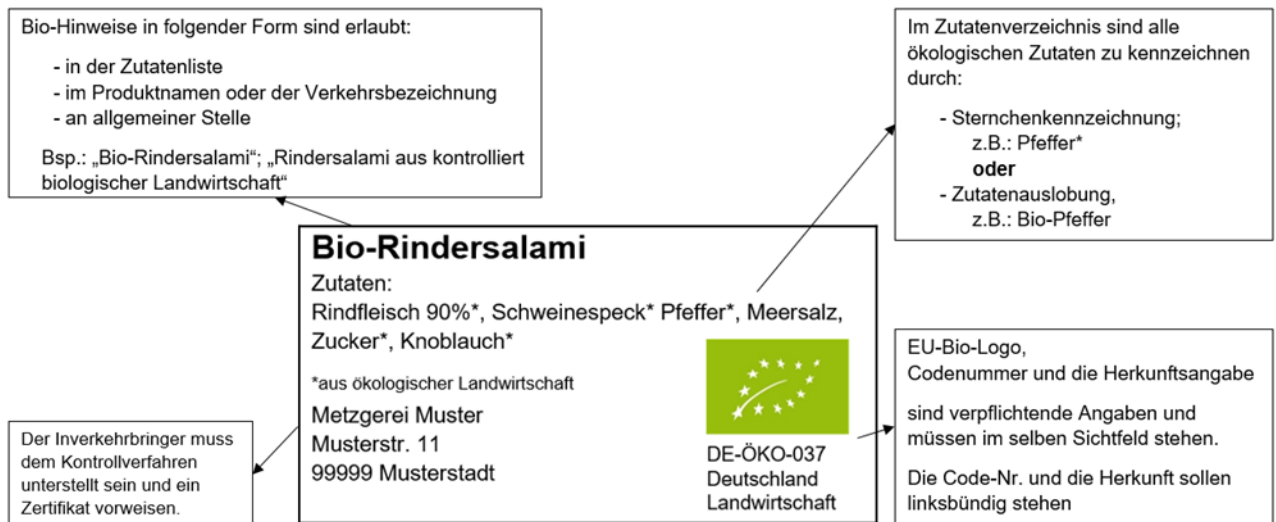 Bio-Hinweise in folgender Form sind erlaubt:
- in der Zutatenliste
- im Produktnamen oder der Verkehrsbezeichnung
- an allgemeiner Stelle
Bsp.: „Bio-Rindersalami“; „Rindersalami aus kontrolliert
biologischer Landwirtschaft“
Im Zutatenverzeichnis sind alle
ökologischen Zutaten zu kennzeichnen
durch:
- Sternchenkennzeichnung;
z.B.: Pfeffer*
oder
- Zutatenauslobung,
z.B.: Bio-Pfeffer
Bio-Rindersalami
Zutaten:
Rindfleisch 90%*, Schweinespeck* Pfeffer*, Meersalz,
Zucker*, Knoblauch*
*aus ökologischer Landwirtschaft
Metzgerei Muster
Musterstr. 11
99999 Musterstadt
DE-ÖKO-037
Deutschland
Landwirtschaft
Der Inverkehrbringer muss
dem Kontrollverfahren
unterstellt sein und ein
Zertifikat vorweisen.
EU-Bio-Logo,
Codenummer und die Herkunftsangabe
sind verpflichtende Angaben und
müssen im selben Sichtfeld stehen.
Die Code-Nr. und die Herkunft sollen
linksbündig stehen